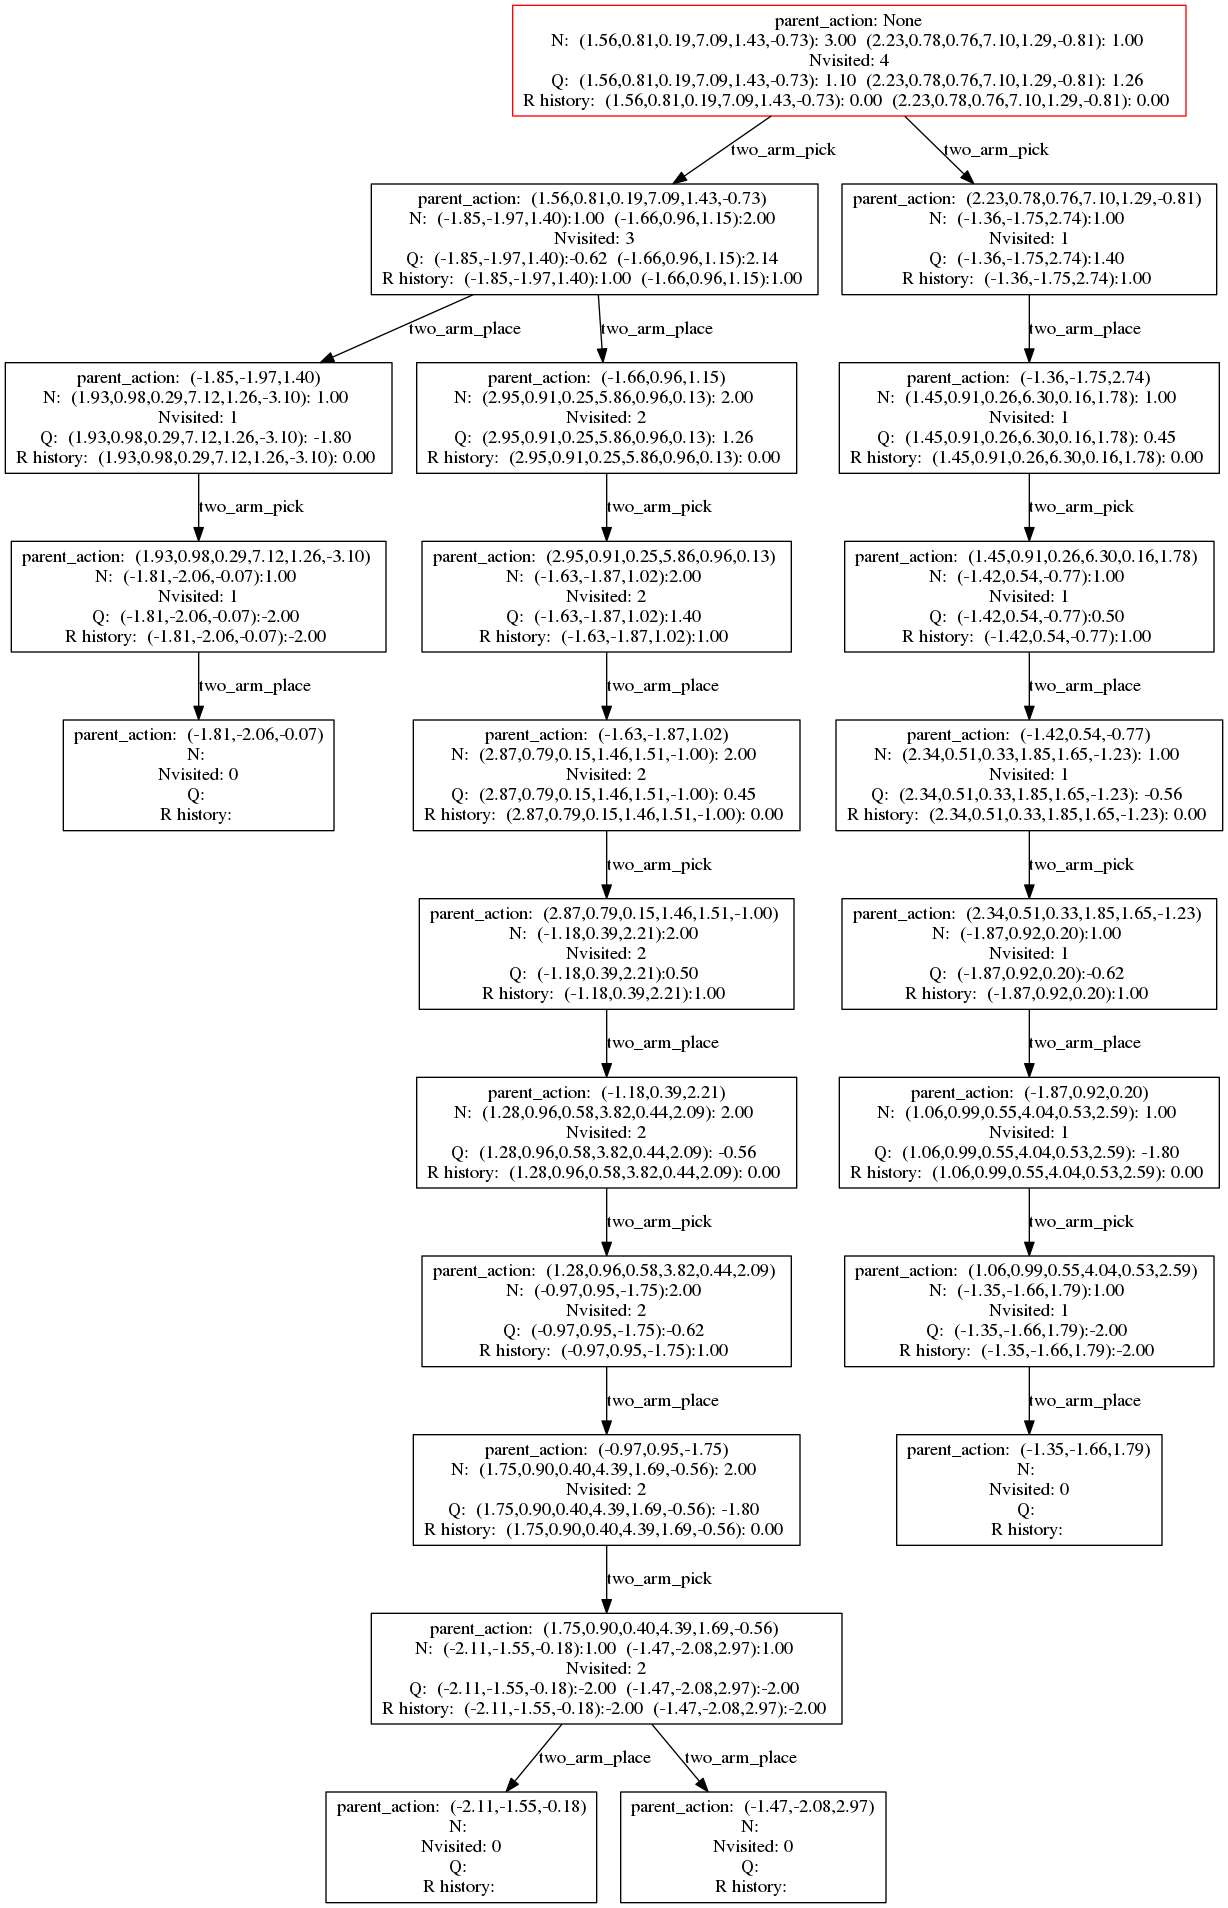 parent_action: None
N: (1.56,0.81,0.19,7.09,1.43,-0.73): 3.00 (2.23,0.78,0.76,7.10,1.29,-0.81): 1.00
Nvisited: 4
Q: (1.56,0.81,0.19,7.09,1.43,-0.73): 1.10 (2.23,0.78,0.76,7.10,1.29,-0.81): 1.26
R history: (1.56,0.81,0.19,7.09,1.43,-0.73): 0.00 (2.23,0.78,0.76,7.10,1.29,-0.81): 0.00
two_arm_pick
two_arm_pick
parent_action: (1.56,0.81,0.19,7.09,1.43,-0.73)
N: (-1.85,-1.97,1.40):1.00 (-1.66,0.96,1.15):2.00
Nvisited: 3
Q: (-1.85,-1.97,1.40):-0.62 (-1.66,0.96,1.15):2.14
R history: (-1.85,-1.97,1.40):1.00 (-1.66,0.96,1.15):1.00
parent_action: (2.23,0.78,0.76,7.10,1.29,-0.81)
N: (-1.36,-1.75,2.74):1.00
Nvisited: 1
Q: (-1.36,-1.75,2.74):1.40
R history: (-1.36,-1.75,2.74):1.00
two_arm_place
two_arm_place
two_arm_place
parent_action: (-1.85,-1.97,1.40)
N: (1.93,0.98,0.29,7.12,1.26,-3.10): 1.00
Nvisited: 1
Q: (1.93,0.98,0.29,7.12,1.26,-3.10): -1.80
R history: (1.93,0.98,0.29,7.12,1.26,-3.10): 0.00
parent_action: (-1.66,0.96,1.15)
N: (2.95,0.91,0.25,5.86,0.96,0.13): 2.00
Nvisited: 2
Q: (2.95,0.91,0.25,5.86,0.96,0.13): 1.26
R history: (2.95,0.91,0.25,5.86,0.96,0.13): 0.00
parent_action: (-1.36,-1.75,2.74)
N: (1.45,0.91,0.26,6.30,0.16,1.78): 1.00
Nvisited: 1
Q: (1.45,0.91,0.26,6.30,0.16,1.78): 0.45
R history: (1.45,0.91,0.26,6.30,0.16,1.78): 0.00
two_arm_pick
two_arm_pick
two_arm_pick
parent_action: (1.93,0.98,0.29,7.12,1.26,-3.10)
N: (-1.81,-2.06,-0.07):1.00
Nvisited: 1
Q: (-1.81,-2.06,-0.07):-2.00
R history: (-1.81,-2.06,-0.07):-2.00
parent_action: (2.95,0.91,0.25,5.86,0.96,0.13)
N: (-1.63,-1.87,1.02):2.00
Nvisited: 2
Q: (-1.63,-1.87,1.02):1.40
R history: (-1.63,-1.87,1.02):1.00
parent_action: (1.45,0.91,0.26,6.30,0.16,1.78)
N: (-1.42,0.54,-0.77):1.00
Nvisited: 1
Q: (-1.42,0.54,-0.77):0.50
R history: (-1.42,0.54,-0.77):1.00
two_arm_place
two_arm_place
two_arm_place
parent_action: (-1.81,-2.06,-0.07)
N:
Nvisited: 0
Q:
R history:
parent_action: (-1.63,-1.87,1.02)
N: (2.87,0.79,0.15,1.46,1.51,-1.00): 2.00
Nvisited: 2
Q: (2.87,0.79,0.15,1.46,1.51,-1.00): 0.45
R history: (2.87,0.79,0.15,1.46,1.51,-1.00): 0.00
parent_action: (-1.42,0.54,-0.77)
N: (2.34,0.51,0.33,1.85,1.65,-1.23): 1.00
Nvisited: 1
Q: (2.34,0.51,0.33,1.85,1.65,-1.23): -0.56
R history: (2.34,0.51,0.33,1.85,1.65,-1.23): 0.00
two_arm_pick
two_arm_pick
parent_action: (2.87,0.79,0.15,1.46,1.51,-1.00)
N: (-1.18,0.39,2.21):2.00
Nvisited: 2
Q: (-1.18,0.39,2.21):0.50
R history: (-1.18,0.39,2.21):1.00
parent_action: (2.34,0.51,0.33,1.85,1.65,-1.23)
N: (-1.87,0.92,0.20):1.00
Nvisited: 1
Q: (-1.87,0.92,0.20):-0.62
R history: (-1.87,0.92,0.20):1.00
two_arm_place
two_arm_place
parent_action: (-1.18,0.39,2.21)
N: (1.28,0.96,0.58,3.82,0.44,2.09): 2.00
Nvisited: 2
Q: (1.28,0.96,0.58,3.82,0.44,2.09): -0.56
R history: (1.28,0.96,0.58,3.82,0.44,2.09): 0.00
parent_action: (-1.87,0.92,0.20)
N: (1.06,0.99,0.55,4.04,0.53,2.59): 1.00
Nvisited: 1
Q: (1.06,0.99,0.55,4.04,0.53,2.59): -1.80
R history: (1.06,0.99,0.55,4.04,0.53,2.59): 0.00
two_arm_pick
two_arm_pick
parent_action: (1.28,0.96,0.58,3.82,0.44,2.09)
N: (-0.97,0.95,-1.75):2.00
Nvisited: 2
Q: (-0.97,0.95,-1.75):-0.62
R history: (-0.97,0.95,-1.75):1.00
parent_action: (1.06,0.99,0.55,4.04,0.53,2.59)
N: (-1.35,-1.66,1.79):1.00
Nvisited: 1
Q: (-1.35,-1.66,1.79):-2.00
R history: (-1.35,-1.66,1.79):-2.00
two_arm_place
two_arm_place
parent_action: (-0.97,0.95,-1.75)
N: (1.75,0.90,0.40,4.39,1.69,-0.56): 2.00
Nvisited: 2
Q: (1.75,0.90,0.40,4.39,1.69,-0.56): -1.80
R history: (1.75,0.90,0.40,4.39,1.69,-0.56): 0.00
parent_action: (-1.35,-1.66,1.79)
N:
Nvisited: 0
Q:
R history:
two_arm_pick
parent_action: (1.75,0.90,0.40,4.39,1.69,-0.56)
N: (-2.11,-1.55,-0.18):1.00 (-1.47,-2.08,2.97):1.00
Nvisited: 2
Q: (-2.11,-1.55,-0.18):-2.00 (-1.47,-2.08,2.97):-2.00
R history: (-2.11,-1.55,-0.18):-2.00 (-1.47,-2.08,2.97):-2.00
two_arm_place
two_arm_place
parent_action: (-2.11,-1.55,-0.18)
N:
Nvisited: 0
Q:
R history:
parent_action: (-1.47,-2.08,2.97)
N:
Nvisited: 0
Q:
R history: